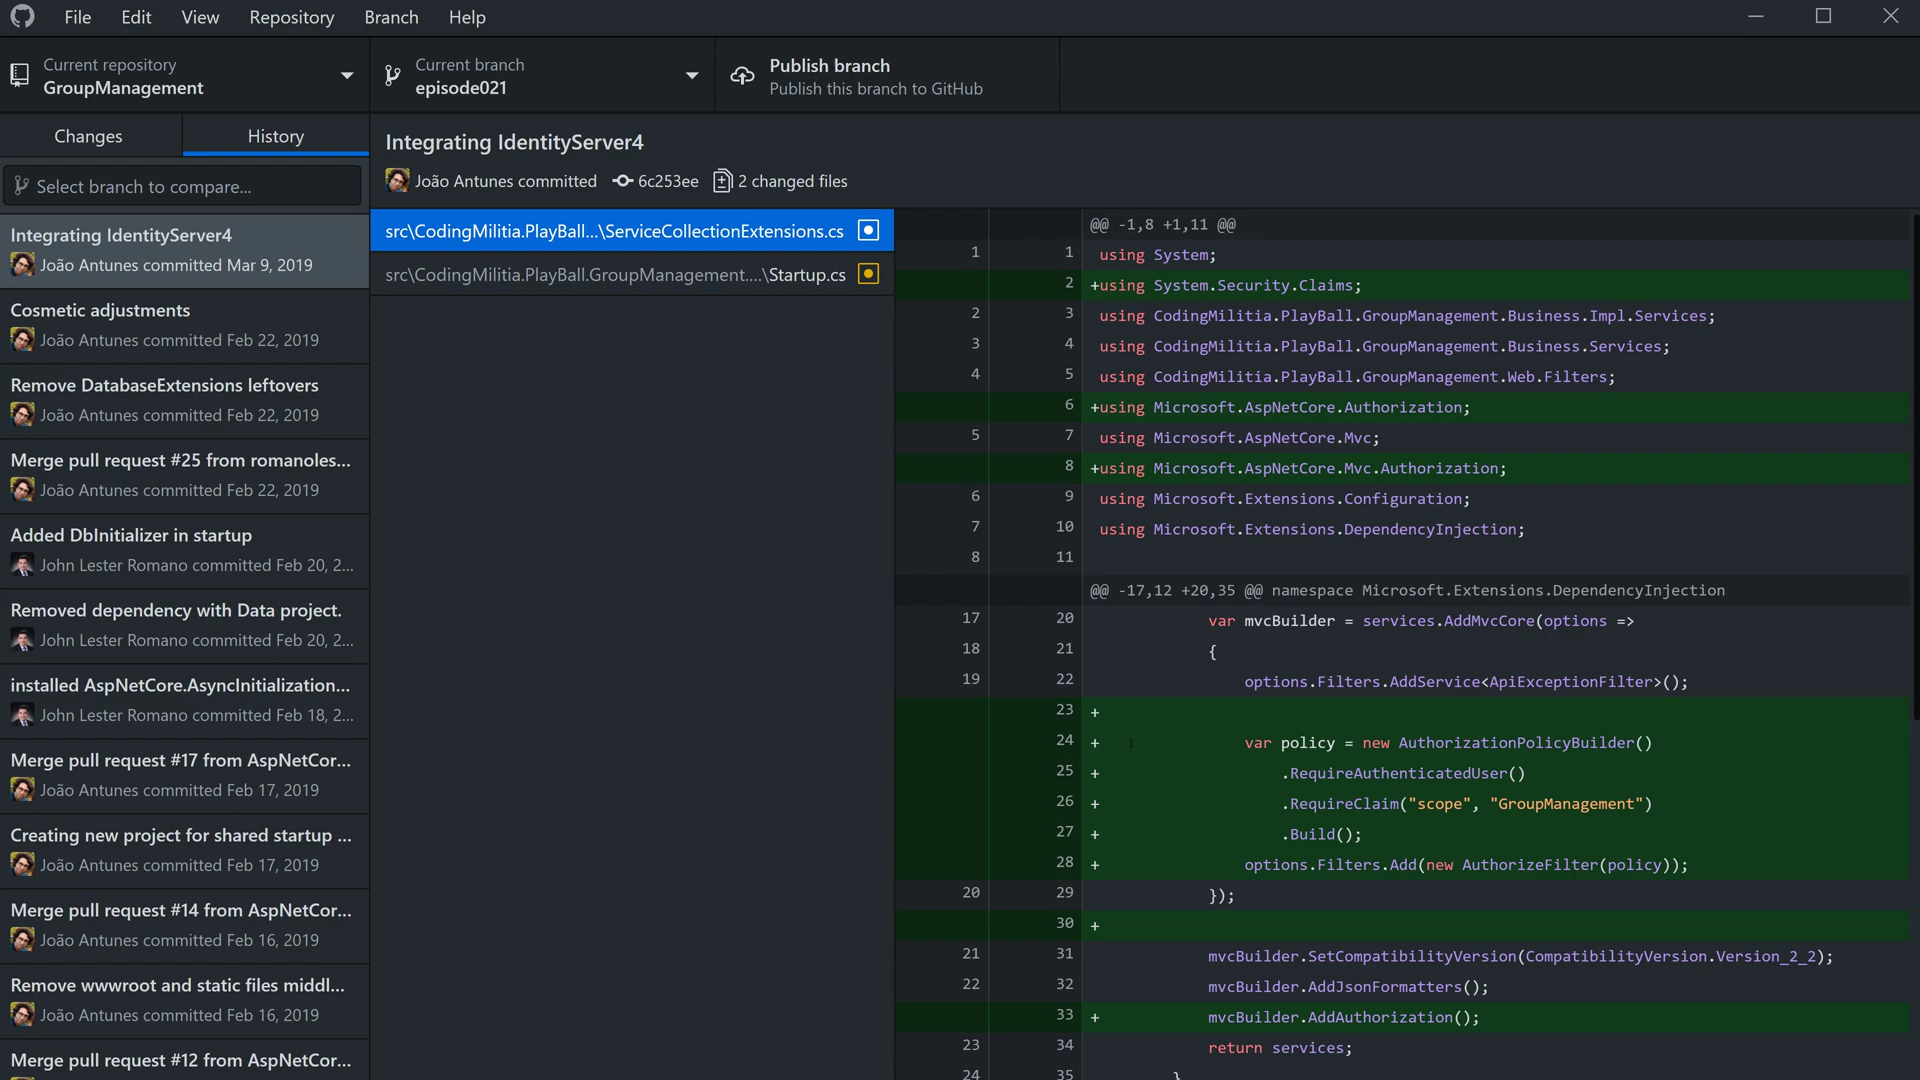 File Edit View Repository Branch Help
Current repository
GroupManagement
Current branch
episode021
Publish branch
Publish this branch to GitHub
Changes
History
Select branch to compare...
Integrating IdentityServer4
João Antunes committed Mar 9, 2019
Cosmetic adjustments
João Antunes committed Feb 22, 2019
Remove DatabaseExtensions leftovers
João Antunes committed Feb 22, 2019
Merge pull request #25 from romanoles...
João Antunes committed Feb 22, 2019
Added DbInitializer in startup
John Lester Romano committed Feb 20, 2...
Removed dependency with Data project.
John Lester Romano committed Feb 20, 2...
installed AspNetCore.AsyncInitialization...
John Lester Romano committed Feb 18, 2...
Merge pull request #17 from AspNetCor...
João Antunes committed Feb 17, 2019
Creating new project for shared startup ...
João Antunes committed Feb 17, 2019
Merge pull request #14 from AspNetCor...
João Antunes committed Feb 16, 2019
Remove wwwroot and static files middl...
João Antunes committed Feb 16, 2019
Merge pull request #12 from AspNetCor...
Integrating IdentityServer4
João Antunes committed 6c253ee 2 changed files
src\CodingMilitia.PlayBall...\ServiceCollectionExtensions.cs
src\CodingMilitia.PlayBall.GroupManagement....\Startup.cs
@@ -1,8 +1,11 @@
1 1 using System;
2 +using System.Security.Claims;
2 3 using CodingMilitia.PlayBall.GroupManagement.Business.Impl.Services;
3 4 using CodingMilitia.PlayBall.GroupManagement.Business.Services;
4 5 using CodingMilitia.PlayBall.GroupManagement.Web.Filters;
6 +using Microsoft.AspNetCore.Authorization;
5 7 using Microsoft.AspNetCore.Mvc;
8 +using Microsoft.AspNetCore.Mvc.Authorization;
6 9 using Microsoft.Extensions.Configuration;
7 10 using Microsoft.Extensions.DependencyInjection;
8 11
@@ -17,12 +20,35 @@ namespace Microsoft.Extensions.DependencyInjection
17 20 var mvcBuilder = services.AddMvcCore(options =>
18 21 {
19 22 options.Filters.AddService<ApiExceptionFilter>();
23 +
24 + var policy = new AuthorizationPolicyBuilder()
25 + .RequireAuthenticatedUser()
26 + .RequireClaim("scope", "GroupManagement")
27 + .Build();
28 + options.Filters.Add(new AuthorizeFilter(policy));
20 29 });
30 +
21 31 mvcBuilder.SetCompatibilityVersion(CompatibilityVersion.Version_2_2);
22 32 mvcBuilder.AddJsonFormatters();
33 + mvcBuilder.AddAuthorization();
23 34 return services;
24 35 }